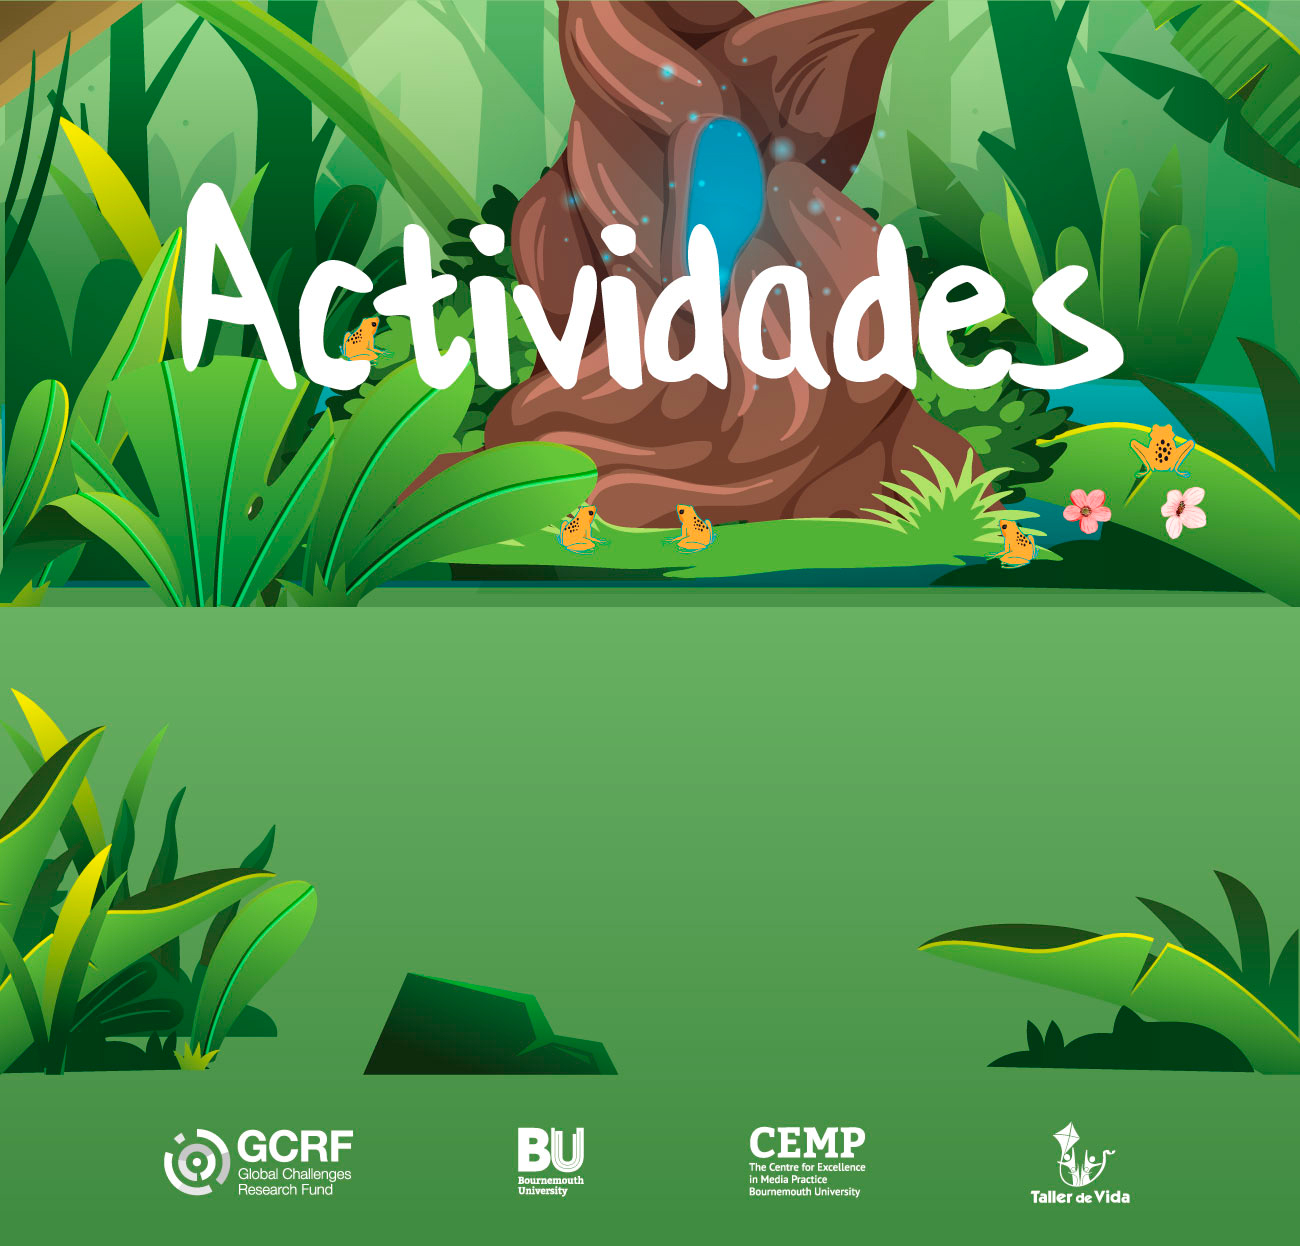 Actividades
GCRF
Global Challenges
Research Fund
BU
Bournemouth
University
CEMP
The Centre for Excellence
in Media Practice
Bournemouth University
Taller de Vida